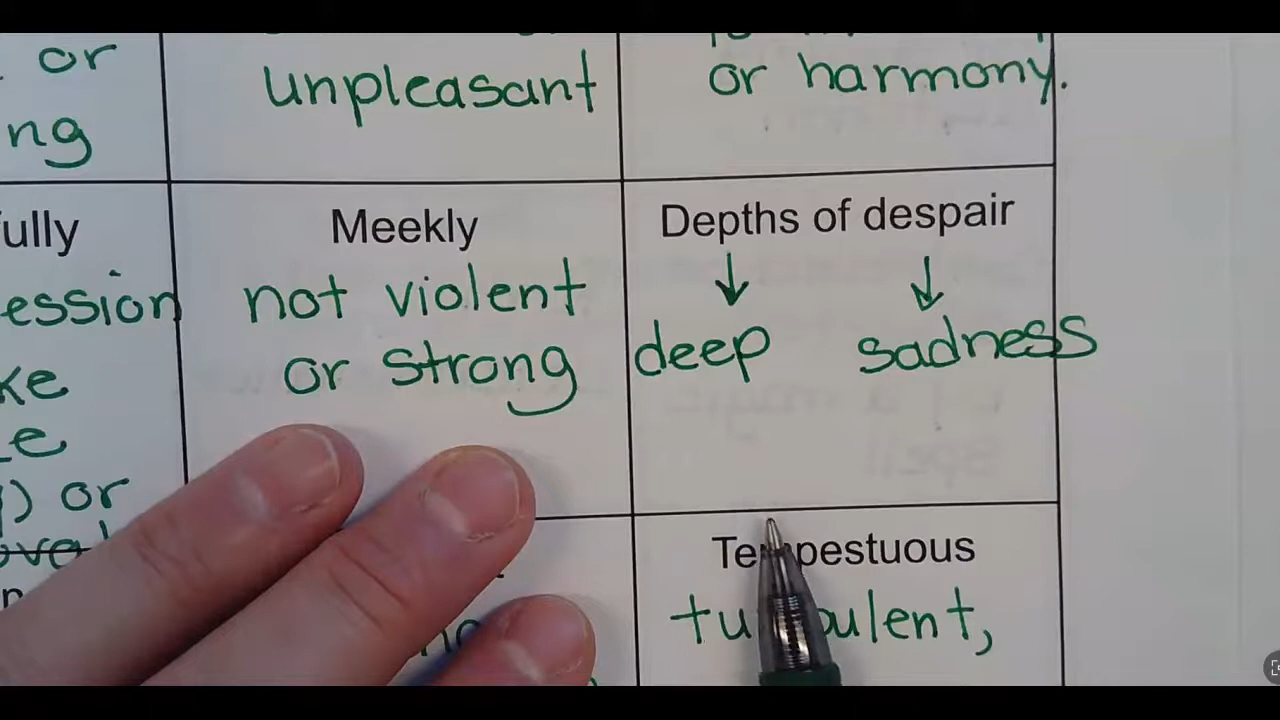 or
ng
unpleasant
or harmony.
Meekly
not violent
or strong
Depths of despair
deep sadness
ully
ession
ke
e
) or
Tempestuous
turbulent,